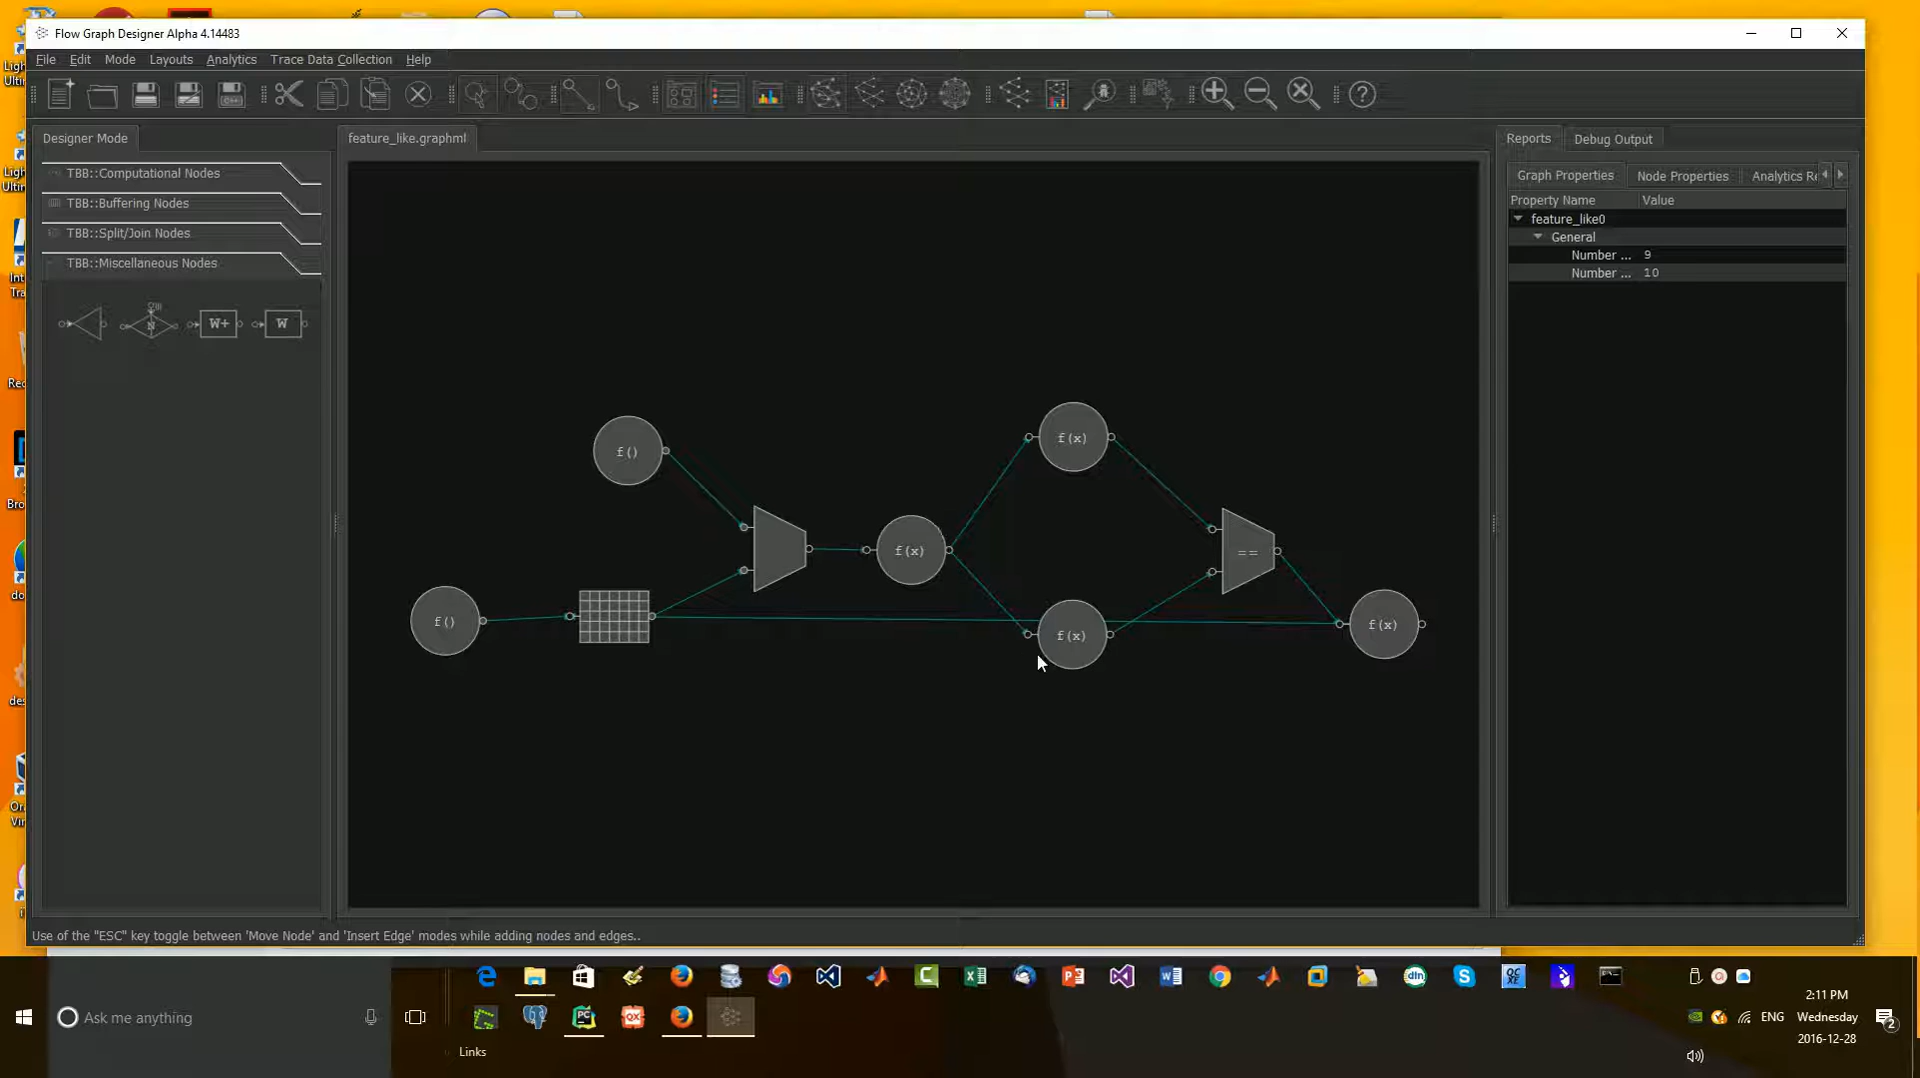 Flow Graph Designer Alpha 4.14483
File Edit Mode Layouts Analytics Trace Data Collection Help
Designer Mode
feature_like.graphml
Reports
Debug Output
TBB::Computational Nodes
TBB::Buffering Nodes
TBB::Split/Join Nodes
TBB::Miscellaneous Nodes
N
W+
W
Graph Properties
Node Properties
Analytics Re
Property Name
Value
feature_like0
General
Number ... 9
Number ... 10
f()
f(x)
f(x)
==
f()
f(x)
f(x)
Use of the "ESC" key toggle between 'Move Node' and 'Insert Edge' modes while adding nodes and edges..
Ask me anything
Links
2:11 PM
ENG
Wednesday
2016-12-28
2